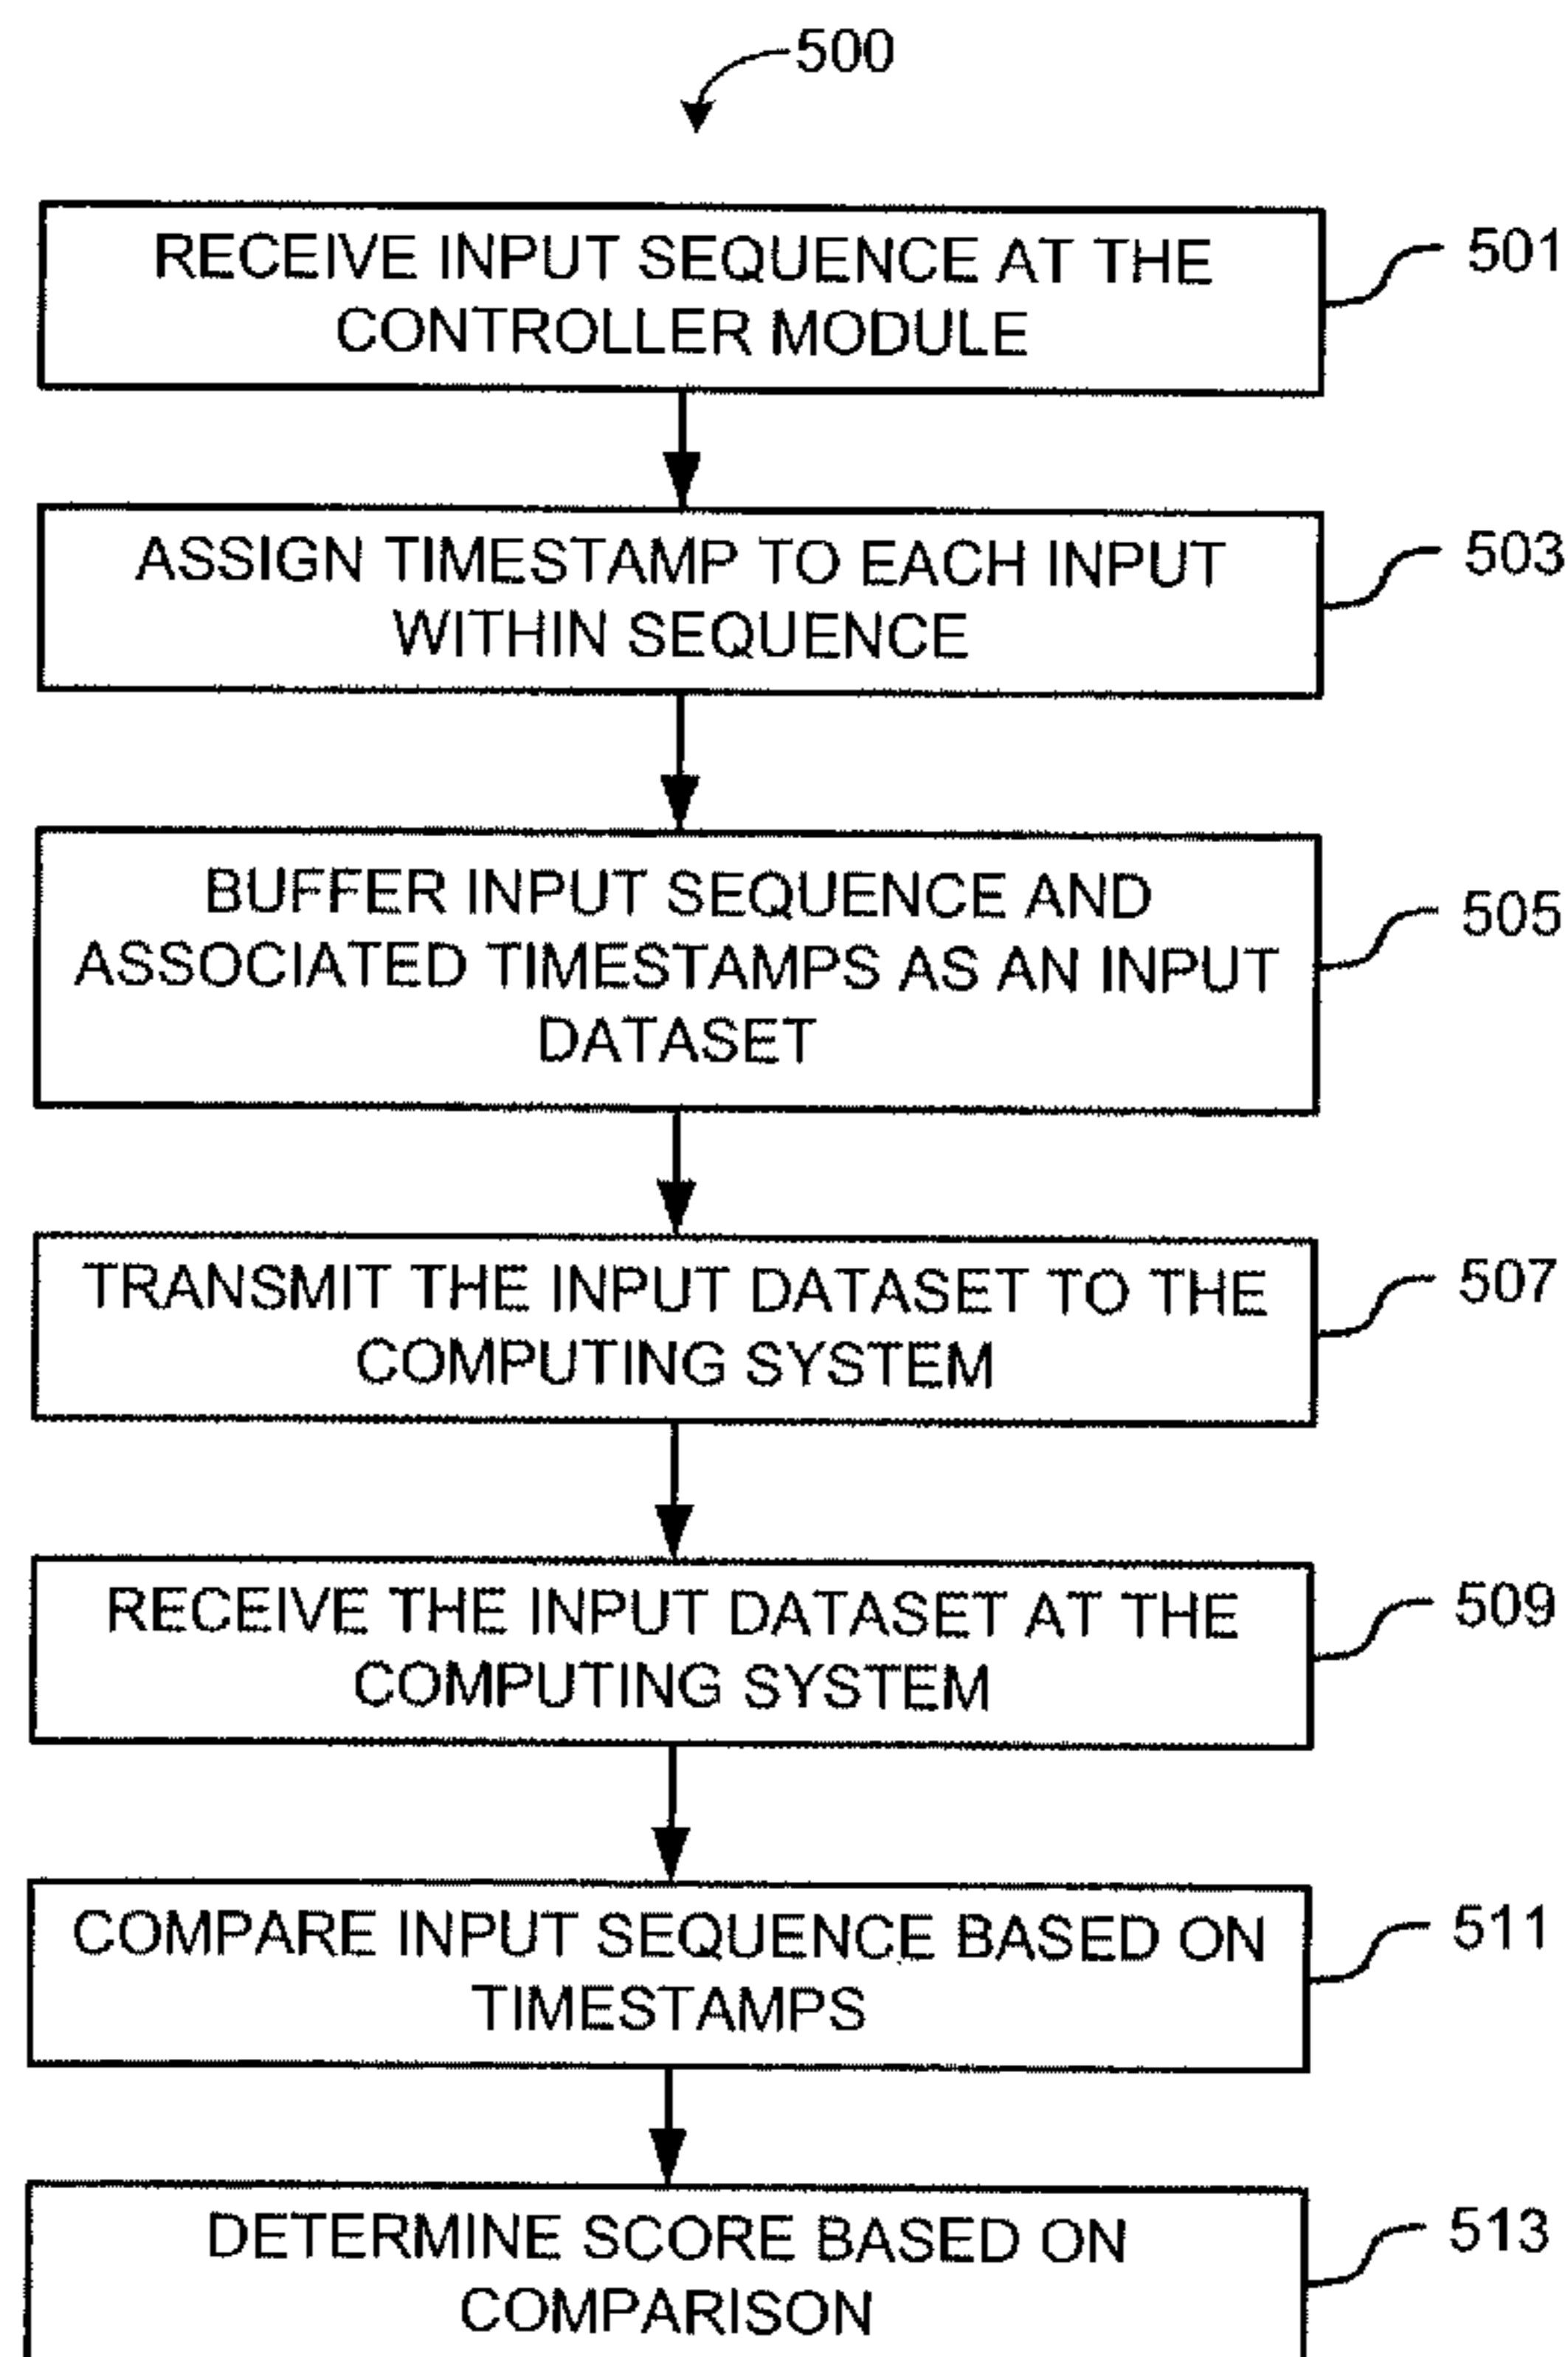 500
RECEIVE INPUT SEQUENCE AT THE
CONTROLLER MODULE
501
ASSIGN TIMESTAMP TO EACH INPUT
WITHIN SEQUENCE
503
BUFFER INPUT SEQUENCE AND
ASSOCIATED TIMESTAMPS AS AN INPUT
DATASET
505
TRANSMIT THE INPUT DATASET TO THE
COMPUTING SYSTEM
507
RECEIVE THE INPUT DATASET AT THE
COMPUTING SYSTEM
509
COMPARE INPUT SEQUENCE BASED ON
TIMESTAMPS
511
DETERMINE SCORE BASED ON
COMPARISON
513